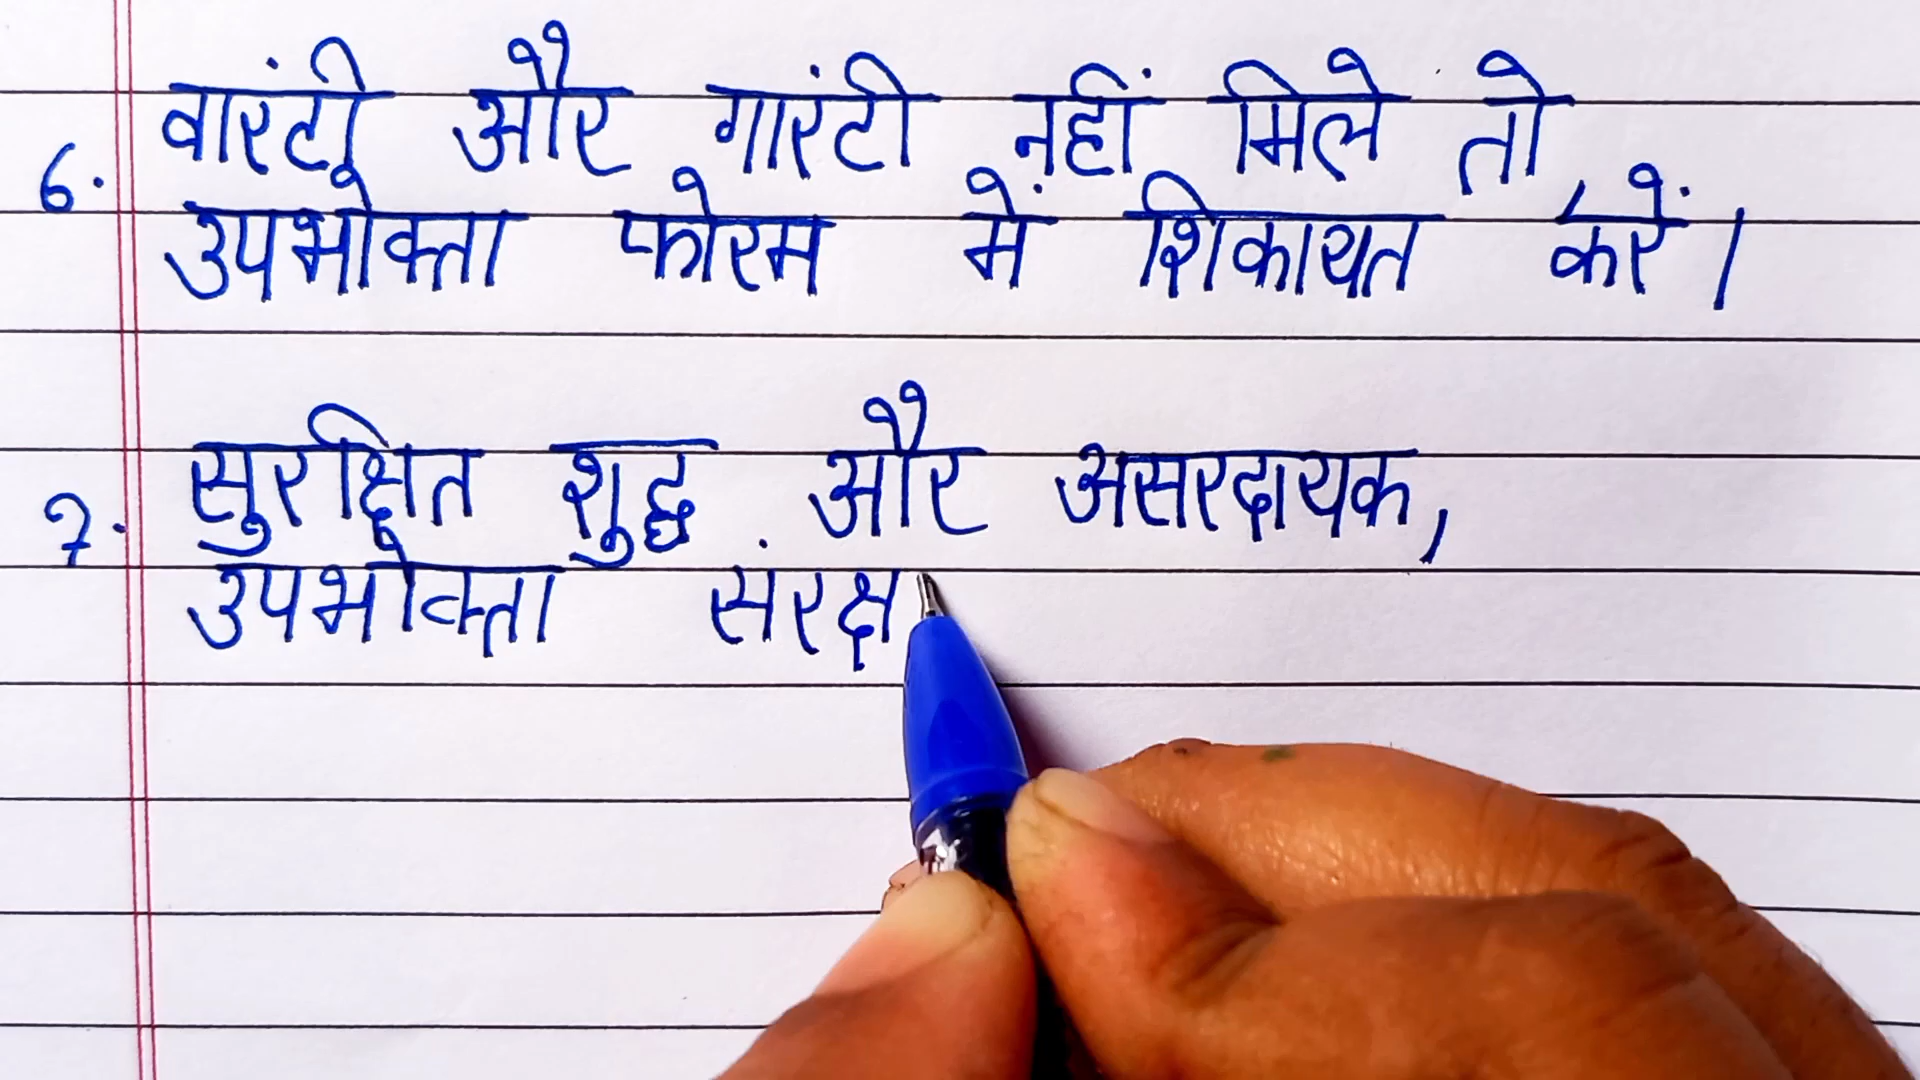 6. वारंटी और गारंटी नहीं मिले तो,
उपभोक्ता फोरम में शिकायत करें।
7. सुरक्षित शुद्ध और असरदायक,
उपभोक्ता संरक्ष